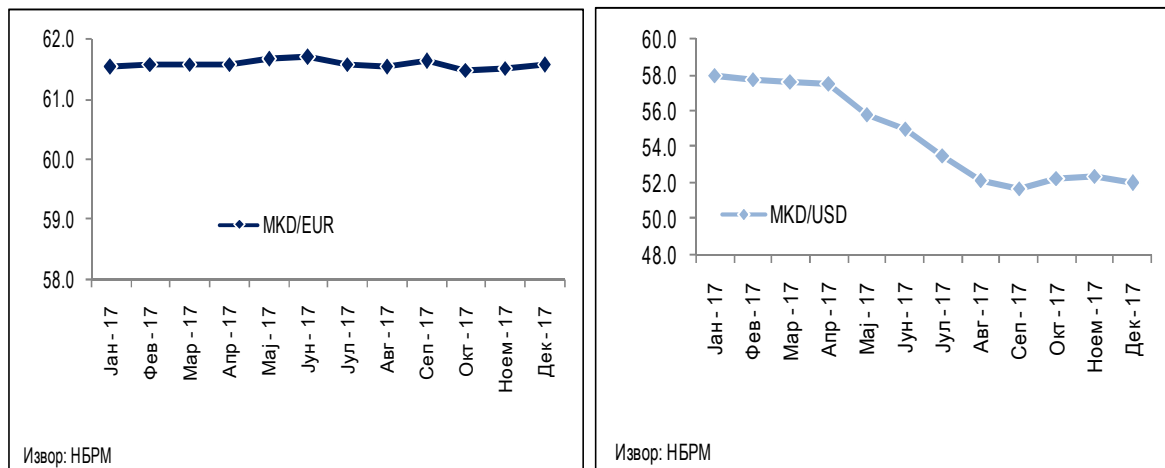 62.0
61.0
60.0
59.0
58.0
MKD/EUR
Јан - 17
Фев - 17
Мар - 17
Апр - 17
Мај - 17
Јун - 17
Јул - 17
Авг - 17
Сеп - 17
Окт - 17
Ноем - 17
Дек - 17
Извор: НБРМ
60.0
58.0
56.0
54.0
52.0
50.0
48.0
MKD/USD
Јан - 17
Фев - 17
Мар - 17
Апр - 17
Мај - 17
Јун - 17
Јул - 17
Авг - 17
Сеп - 17
Окт - 17
Ноем - 17
Дек - 17
Извор: НБРМ